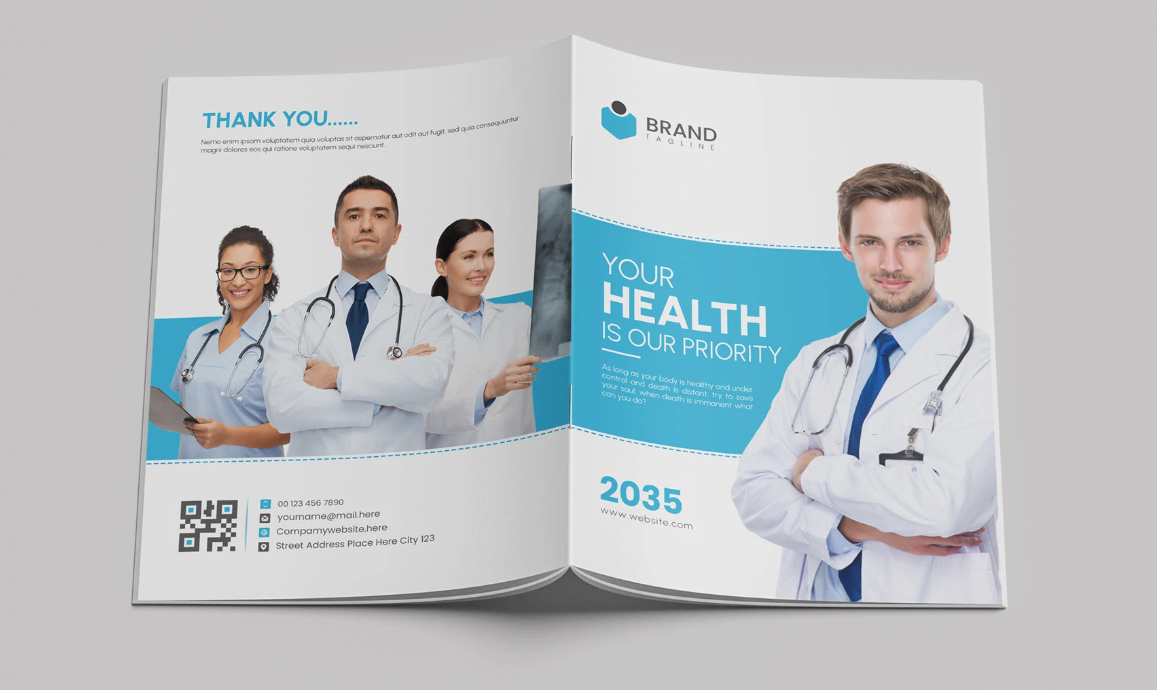 THANK YOU......
Nemo enim ipsam voluptatem quia voluptas sit aspernatur aut odit aut fugit, sed quia consequuntur
magni dolores eos qui ratione voluptatem sequi nesciunt.
00 123 456 7890
yourname@mail.here
Compamywebsite.here
Street Address Place Here City 123
BRAND
TAGLINE
YOUR
HEALTH
IS OUR PRIORITY
As long as your body is healthy and under
control and death is distant, try to save
your soul, when death is immanent what
can you do?
2035
www.website.com